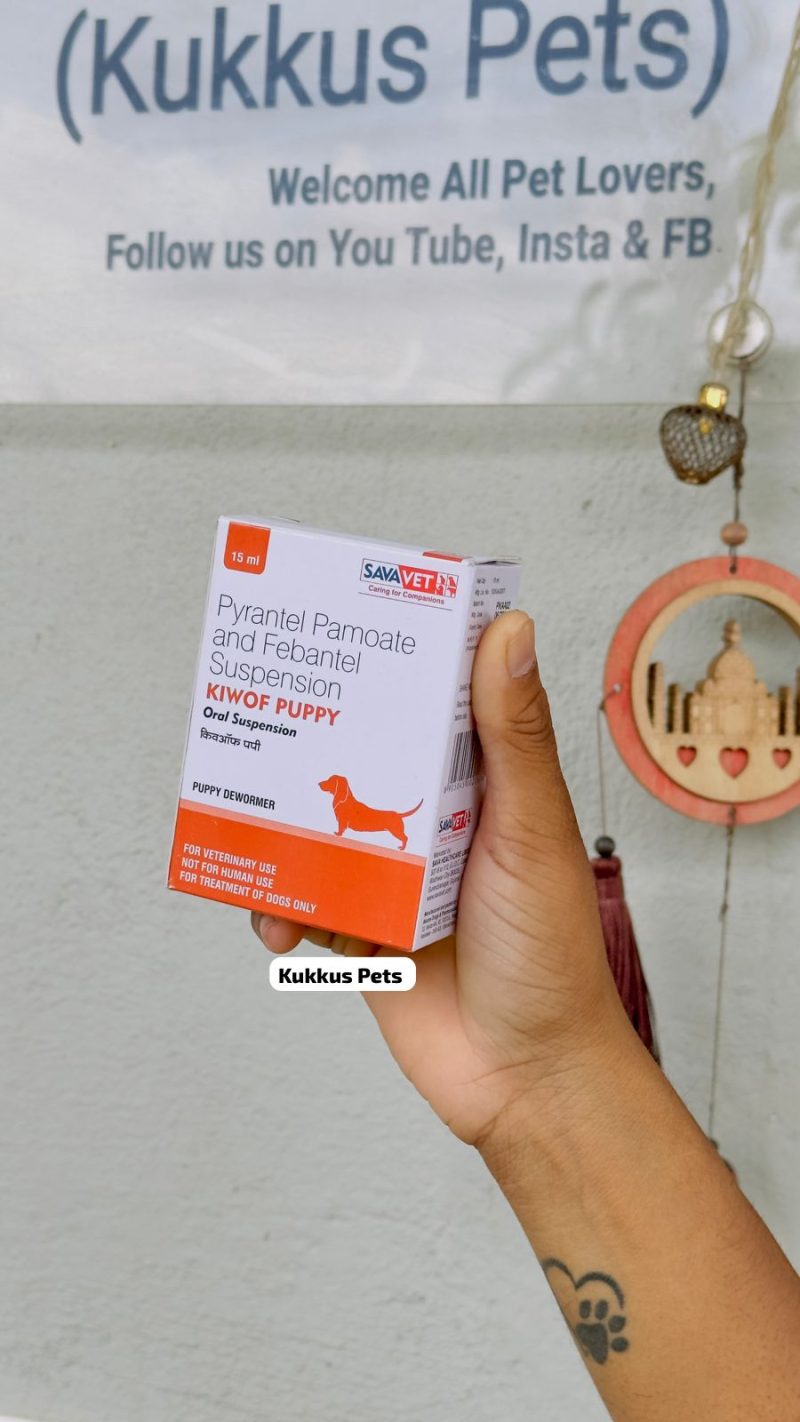 (Kukkus Pets)
Welcome All Pet Lovers,
Follow us on You Tube, Insta & FB
15 ml
SAVAVET
Caring for Companions
Pyrantel Pamoate
and Febantel
Suspension
KIWOF PUPPY
Oral Suspension
किवऑफ पपी
PUPPY DEWORMER
FOR VETERINARY USE
NOT FOR HUMAN USE
FOR TREATMENT OF DOGS ONLY
SAVAVET
Kukkus Pets